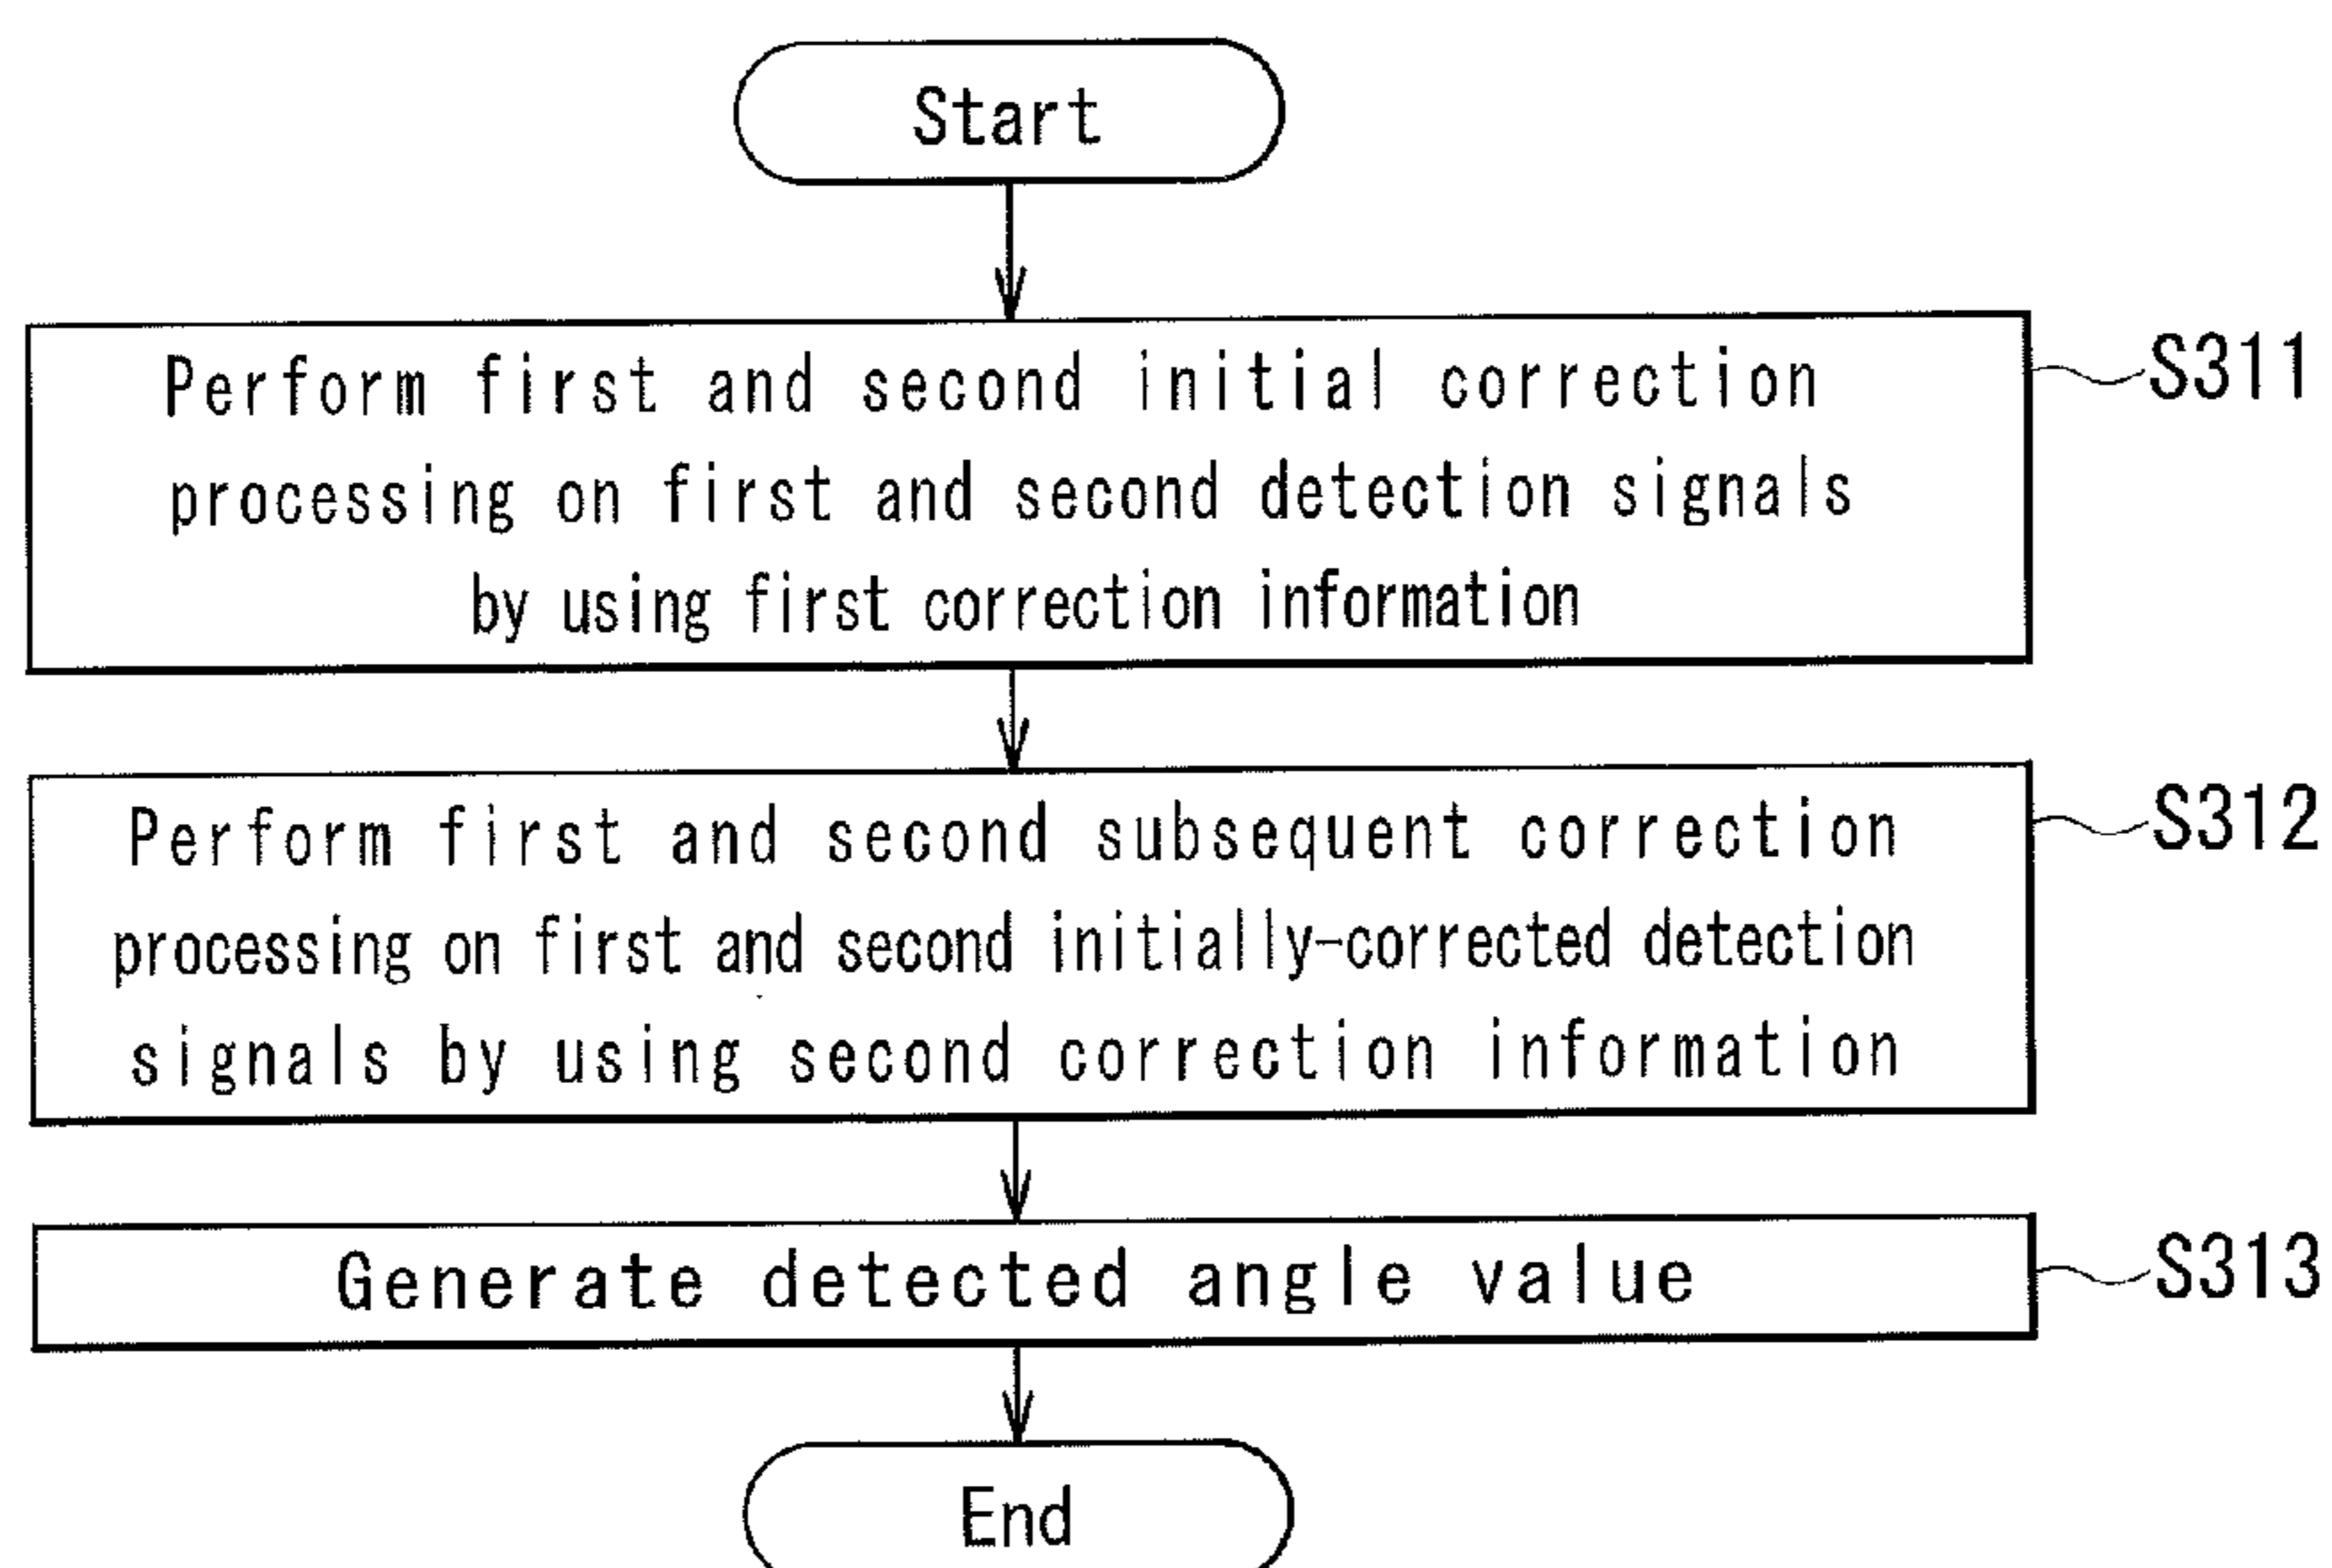 Start
Perform first and second initial correction
processing on first and second detection signals
by using first correction information
S311
Perform first and second subsequent correction
processing on first and second initially-corrected detection
signals by using second correction information
S312
Generate detected angle value
S313
End